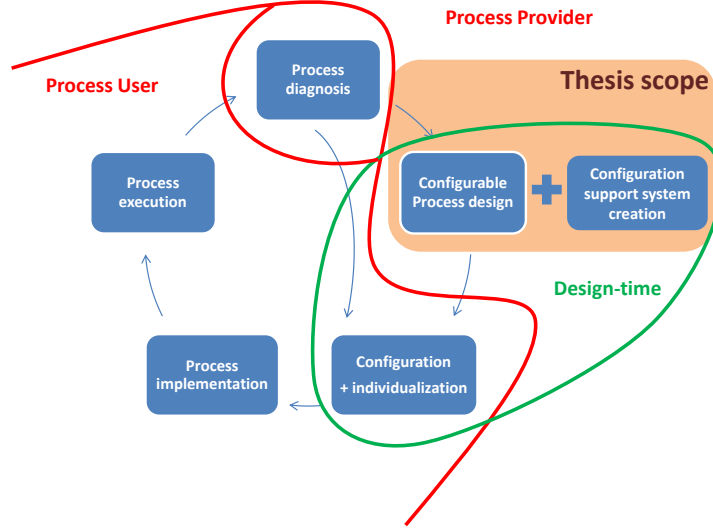 Process Provider
Process User
Process
diagnosis
Thesis scope
Process
execution
Configurable
Process design
Configuration
support system
creation
Design-time
Process
implementation
Configuration
+ individualization